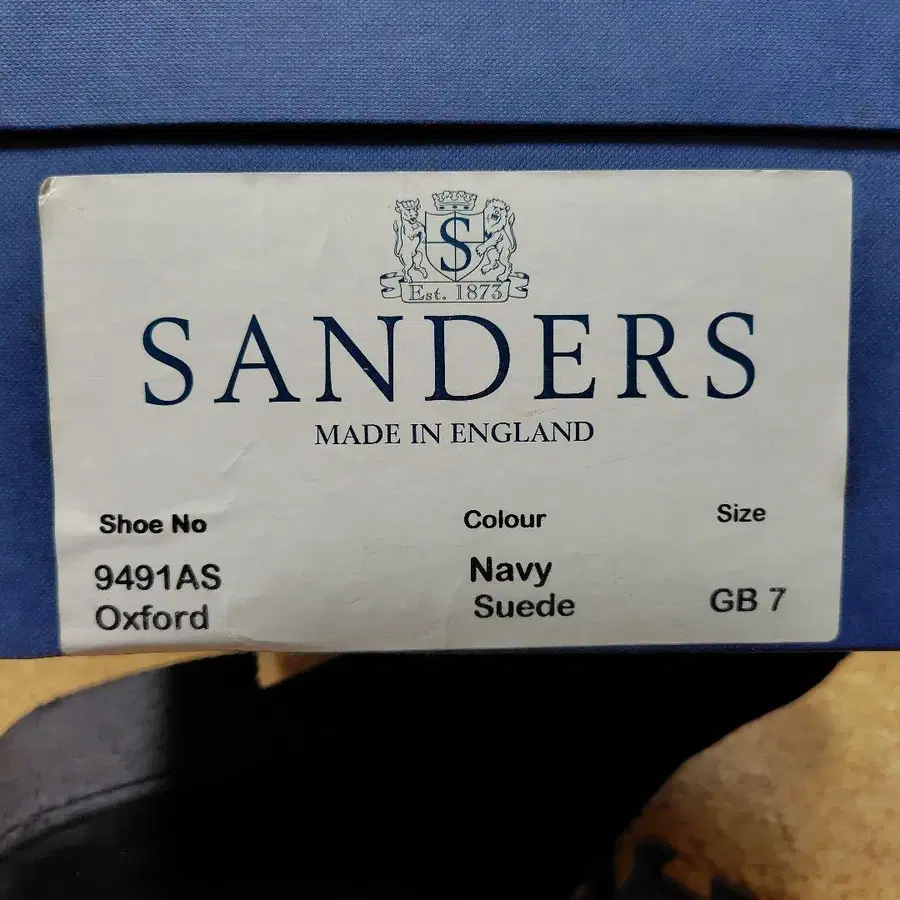 S
Est. 1873
SANDERS
MADE IN ENGLAND
Shoe No Colour Size
9491AS Navy
Oxford Suede GB 7